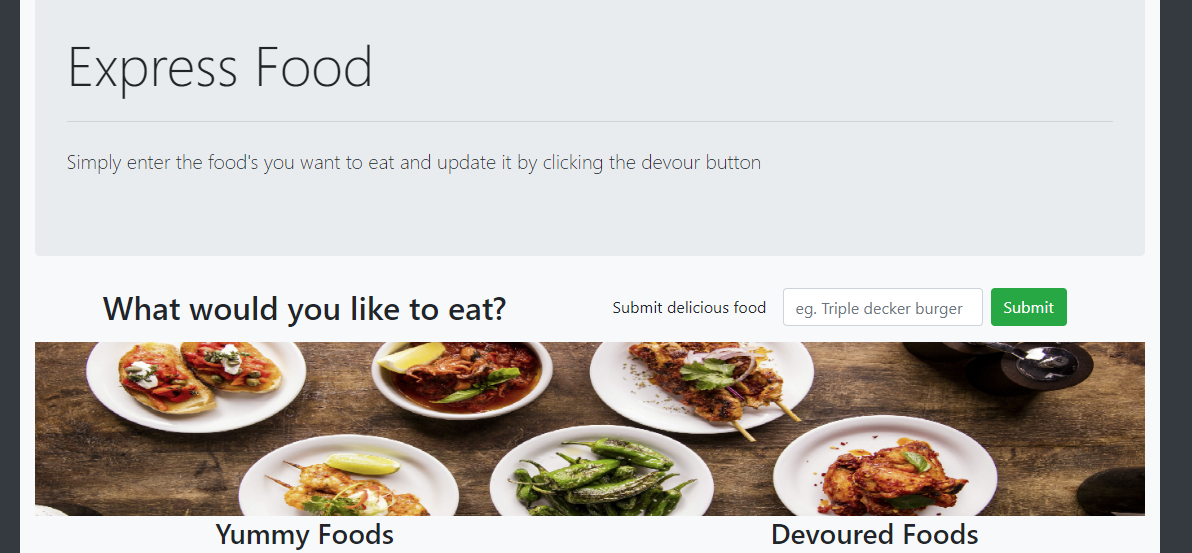 Express Food
Simply enter the food's you want to eat and update it by clicking the devour button
What would you like to eat?
Submit delicious food
eg. Triple decker burger
Submit
Yummy Foods
Devoured Foods